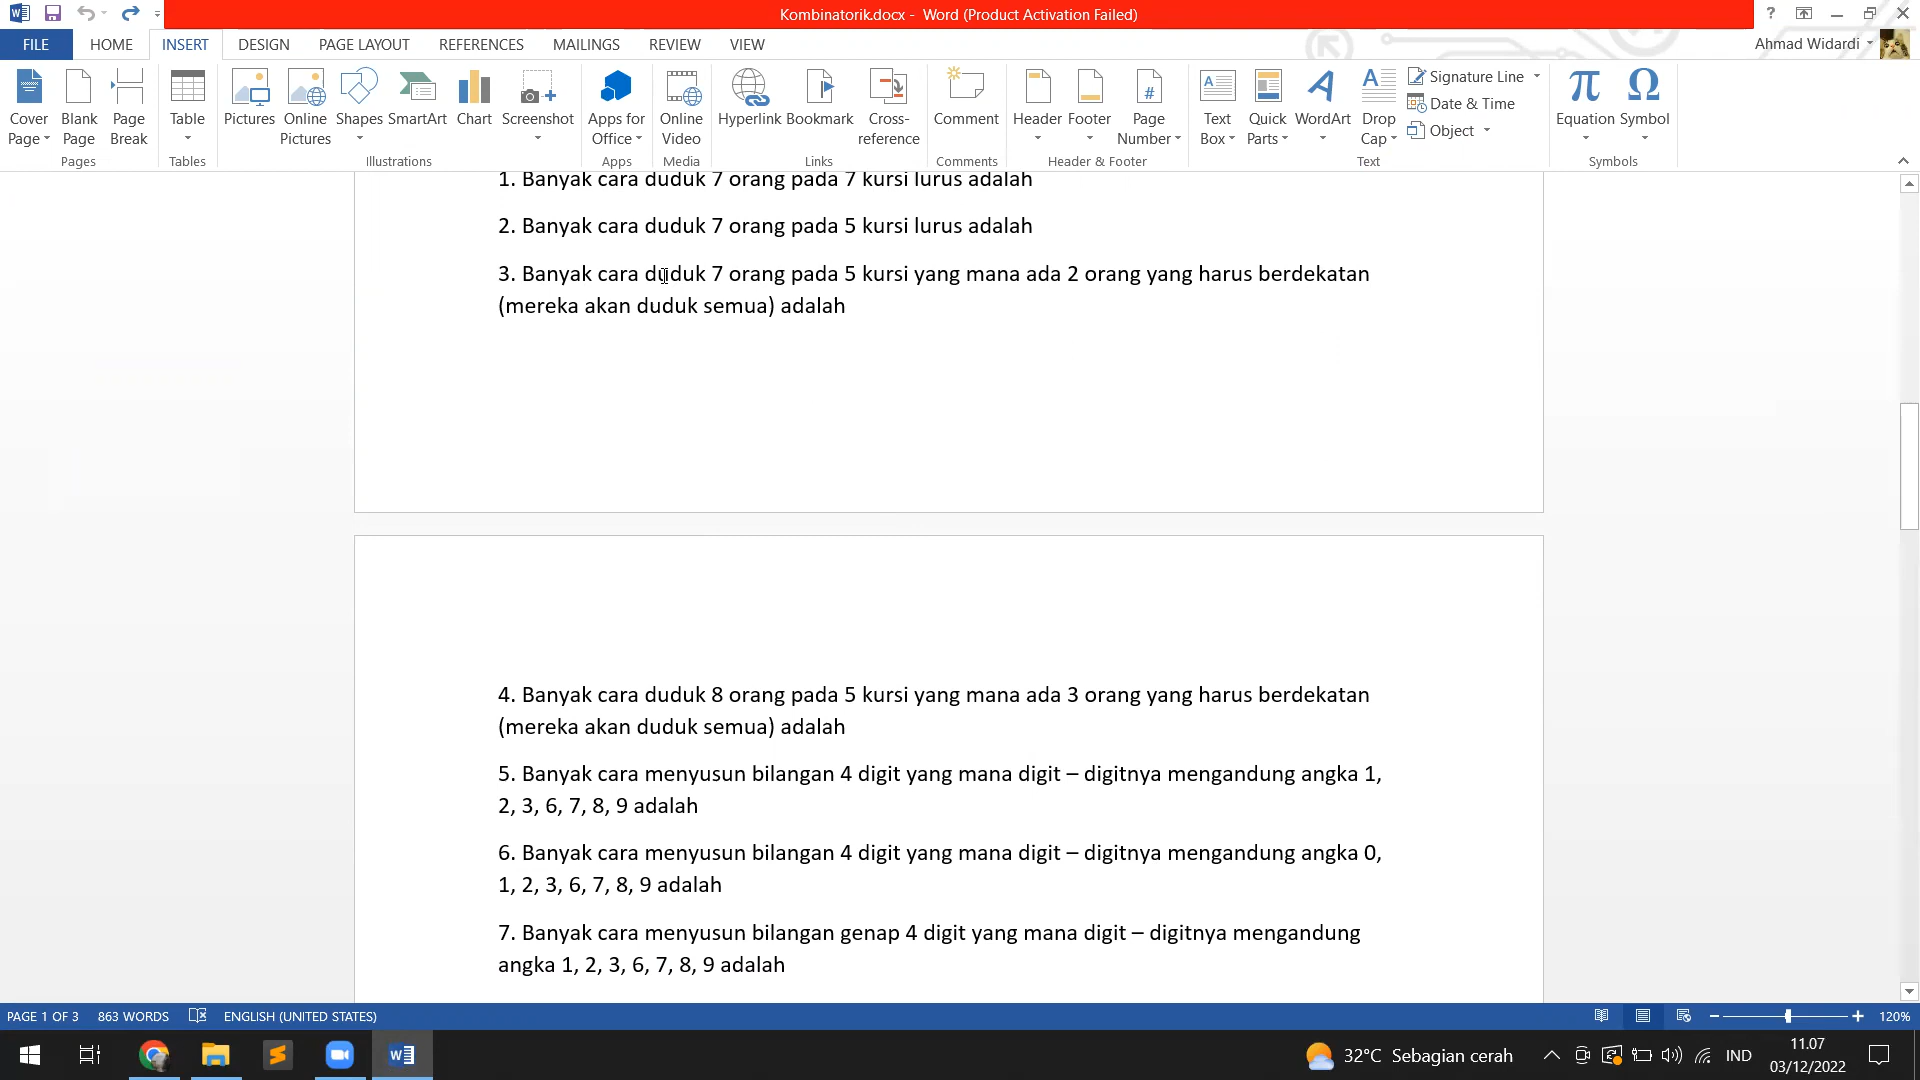 Kombinatorik.docx - Word (Product Activation Failed)
?
FILE HOME INSERT DESIGN PAGE LAYOUT REFERENCES MAILINGS REVIEW VIEW Ahmad Widardi
Cover Page
Blank Page
Page Break
Table
Pictures
Online Pictures
Shapes
SmartArt
Chart
Screenshot
Apps for Office
Online Video
Hyperlink
Bookmark
Cross-reference
Comment
Header
Footer
Page Number
Text Box
Quick Parts
WordArt
Drop Cap
Signature Line
Date & Time
Object
Equation
Symbol
Pages Tables Illustrations Apps Media Links Comments Header & Footer Text Symbols
1. Banyak cara duduk 7 orang pada 7 kursi lurus adalah
2. Banyak cara duduk 7 orang pada 5 kursi lurus adalah
3. Banyak cara duduk 7 orang pada 5 kursi yang mana ada 2 orang yang harus berdekatan
(mereka akan duduk semua) adalah
4. Banyak cara duduk 8 orang pada 5 kursi yang mana ada 3 orang yang harus berdekatan
(mereka akan duduk semua) adalah
5. Banyak cara menyusun bilangan 4 digit yang mana digit – digitnya mengandung angka 1,
2, 3, 6, 7, 8, 9 adalah
6. Banyak cara menyusun bilangan 4 digit yang mana digit – digitnya mengandung angka 0,
1, 2, 3, 6, 7, 8, 9 adalah
7. Banyak cara menyusun bilangan genap 4 digit yang mana digit – digitnya mengandung
angka 1, 2, 3, 6, 7, 8, 9 adalah
PAGE 1 OF 3 863 WORDS ENGLISH (UNITED STATES) 120%
32°C Sebagian cerah IND
11.07
03/12/2022